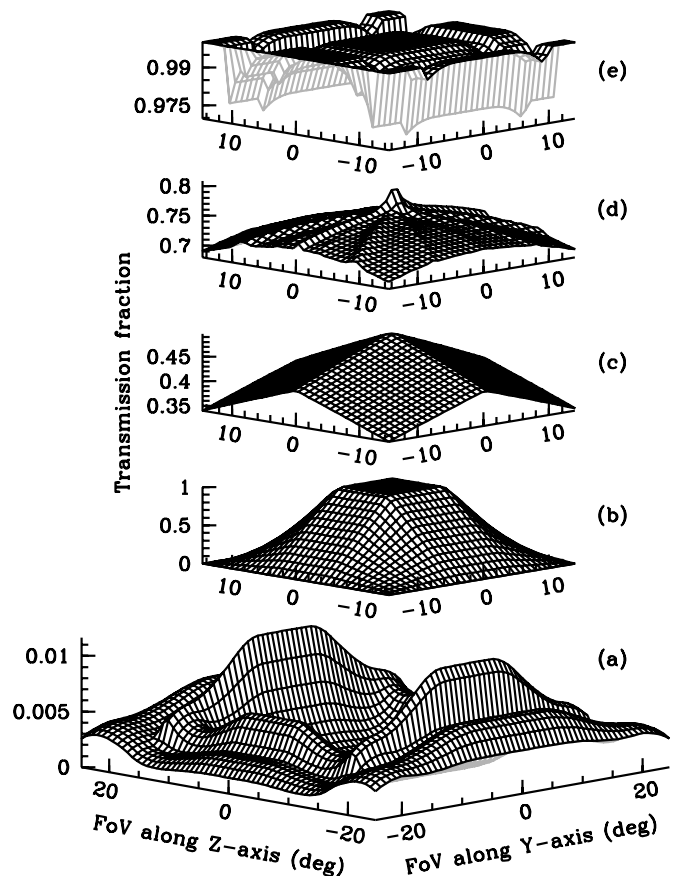 0.99
0.975
(e)
10 0 -10 -10 0 10
0.8
0.75
0.7
(d)
10 0 -10 -10 0 10
Transmission fraction
0.45
0.4
0.35
(c)
10 0 -10 -10 0 10
1
0.5
0
(b)
10 0 -10 -10 0 10
0.01
0.005
0
(a)
20 0 -20 -20 0 20
FoV along Z-axis (deg)
FoV along Y-axis (deg)